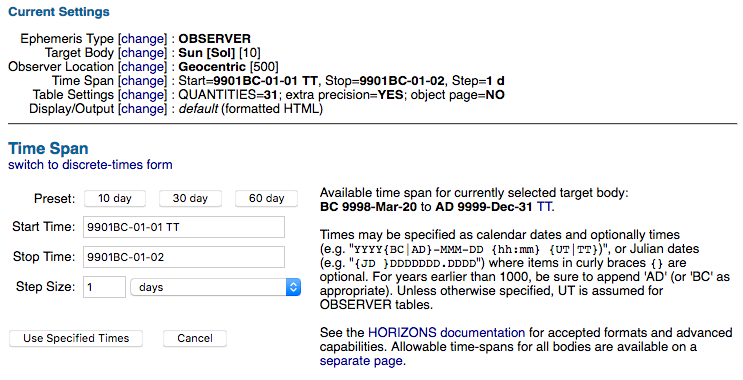 Current Settings
Ephemeris Type [change] : OBSERVER
Target Body [change] : Sun [Sol] [10]
Observer Location [change] : Geocentric [500]
Time Span [change] : Start=9901BC-01-01 TT, Stop=9901BC-01-02, Step=1 d
Table Settings [change] : QUANTITIES=31; extra precision=YES; object page=NO
Display/Output [change] : default (formatted HTML)
Time Span
switch to discrete-times form
Preset: 10 day 30 day 60 day
Start Time: 9901BC-01-01 TT
Stop Time: 9901BC-01-02
Step Size: 1 days
Use Specified Times Cancel
Available time span for currently selected target body:
BC 9998-Mar-20 to AD 9999-Dec-31 TT.
Times may be specified as calendar dates and optionally times
(e.g. "YYYY{BC|AD}-MMM-DD {hh:mm} {UT|TT})", or Julian dates
(e.g. "{JD }DDDDDDD.DDDD") where items in curly braces {} are
optional. For years earlier than 1000, be sure to append 'AD' (or 'BC' as
appropriate). Unless otherwise specified, UT is assumed for
OBSERVER tables.
See the HORIZONS documentation for accepted formats and advanced
capabilities. Allowable time-spans for all bodies are available on a
separate page.